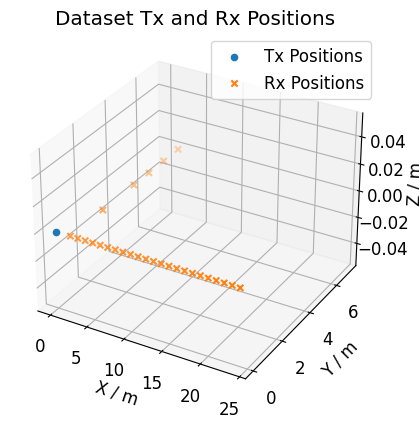 Dataset Tx and Rx Positions
Tx Positions
Rx Positions
0.04
0.02
0.00
−0.02
−0.04
Z / m
6
4
2
0
Y / m
0
5
10
15
20
25
X / m